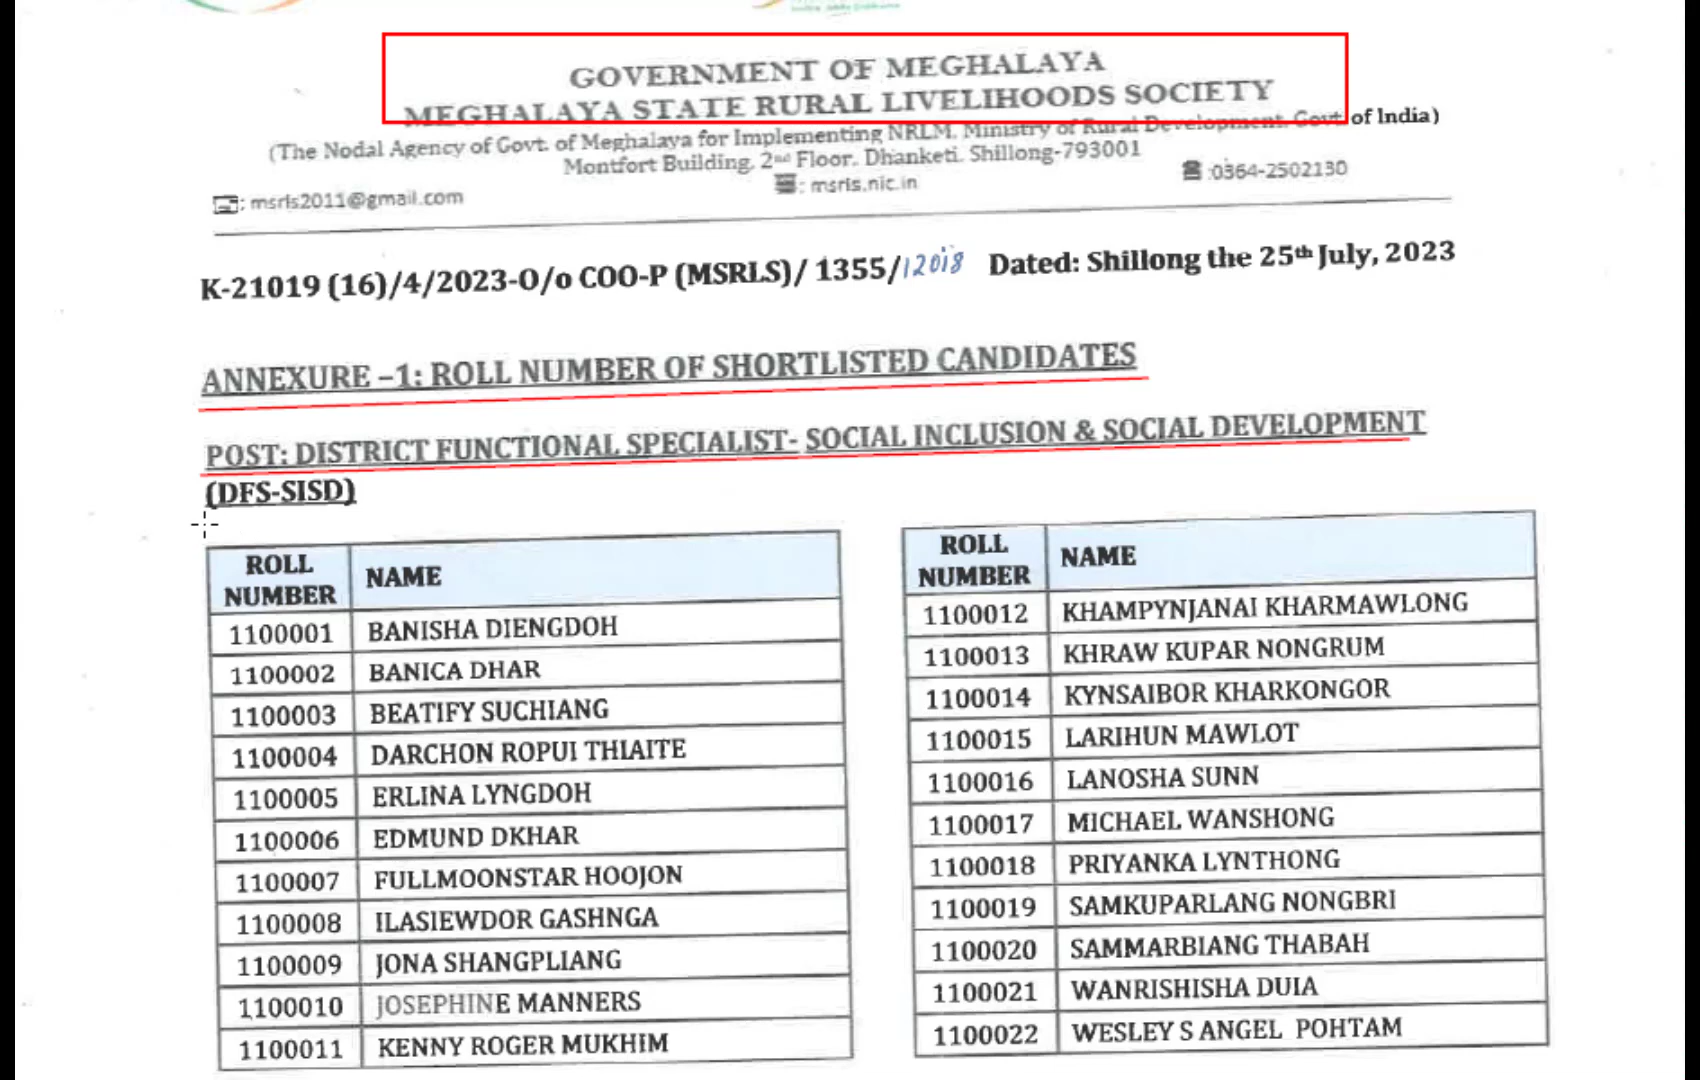 GOVERNMENT OF MEGHALAYA
MEGHALAYA STATE RURAL LIVELIHOODS SOCIETY
(The Nodal Agency of Govt. of Meghalaya for Implementing NRLM, Ministry of Rural Development, Govt. of India)
Montfort Building, 2nd Floor, Dhanketi, Shillong-793001
: msrls2011@gmail.com : msrls.nic.in :0364-2502130
K-21019 (16)/4/2023-O/o COO-P (MSRLS)/ 1355/12018 Dated: Shillong the 25th July, 2023
ANNEXURE –1: ROLL NUMBER OF SHORTLISTED CANDIDATES
POST: DISTRICT FUNCTIONAL SPECIALIST- SOCIAL INCLUSION & SOCIAL DEVELOPMENT
(DFS-SISD)
ROLL NUMBER NAME
1100001 BANISHA DIENGDOH
1100002 BANICA DHAR
1100003 BEATIFY SUCHIANG
1100004 DARCHON ROPUI THLAITE
1100005 ERLINA LYNGDOH
1100006 EDMUND DKHAR
1100007 FULLMOONSTAR HOOJON
1100008 ILASIEWDOR GASHNGA
1100009 JONA SHANGPLIANG
1100010 JOSEPHINE MANNERS
1100011 KENNY ROGER MUKHIM
ROLL NUMBER NAME
1100012 KHAMPYNJANAI KHARMAWLONG
1100013 KHRAW KUPAR NONGRUM
1100014 KYNSAIBOR KHARKONGOR
1100015 LARIHUN MAWLOT
1100016 LANOSHA SUNN
1100017 MICHAEL WANSHONG
1100018 PRIYANKA LYNTHONG
1100019 SAMKUPARLANG NONGBRI
1100020 SAMMARBIANG THABAH
1100021 WANRISHISHA DUIA
1100022 WESLEY S ANGEL POHTAM